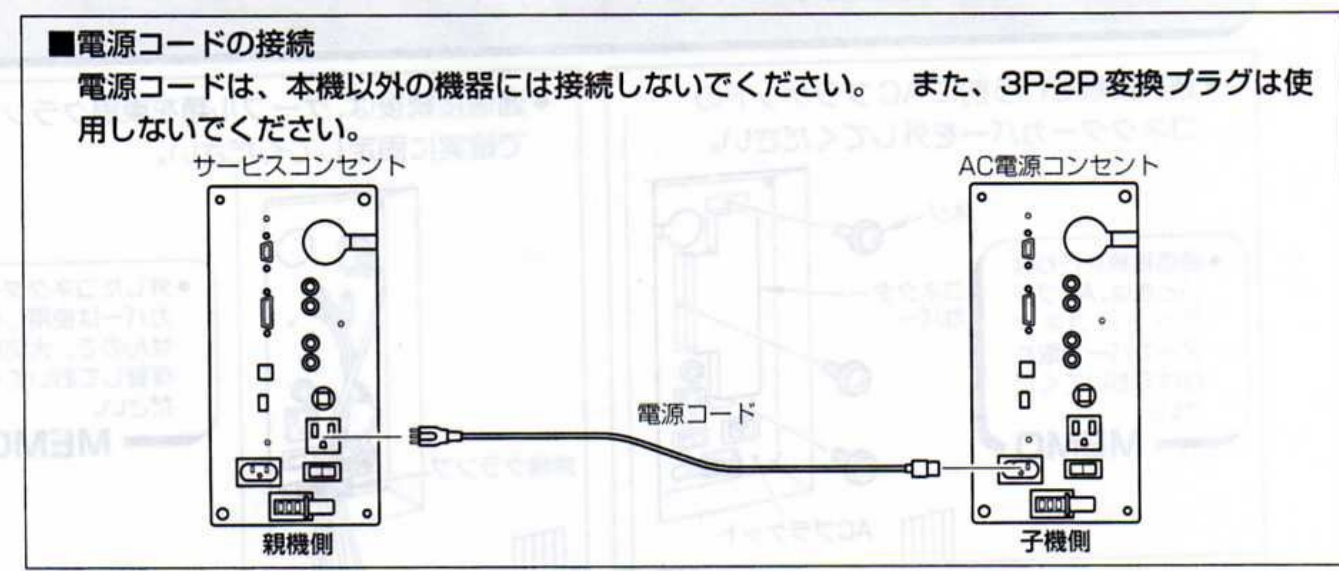 ■電源コードの接続
電源コードは、本機以外の機器には接続しないでください。 また、3P-2P変換プラグは使
用しないでください。
サービスコンセント
AC電源コンセント
電源コード
親機側
子機側